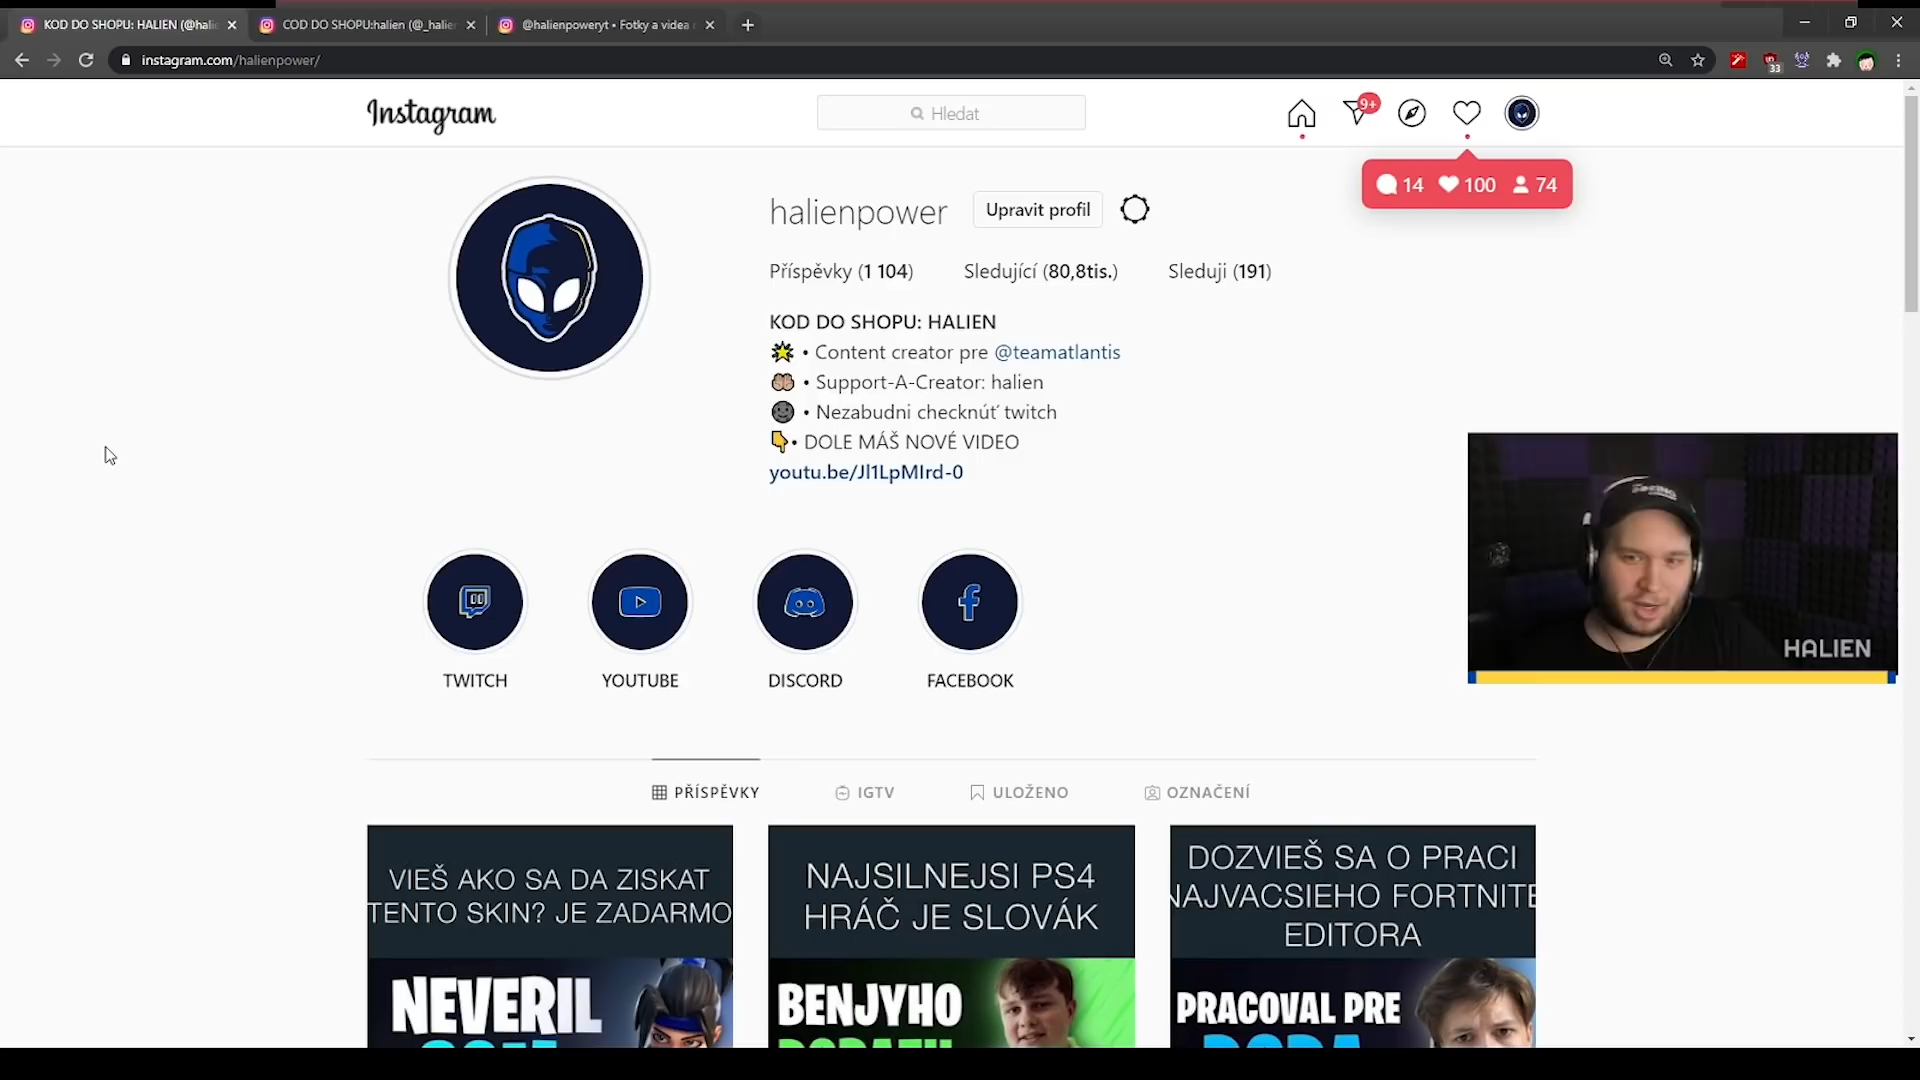 KOD DO SHOPU: HALIEN (@hali
COD DO SHOPU:halien (@_halier
@halienpoweryt • Fotky a videa
instagram.com/halienpower/
33
Instagram
Hledat
9+
14 100 74
halienpower
Upravit profil
Příspěvky (1 104) Sledující (80,8tis.) Sleduji (191)
KOD DO SHOPU: HALIEN
• Content creator pre @teamatlantis
• Support-A-Creator: halien
• Nezabudni checknúť twitch
• DOLE MÁŠ NOVÉ VIDEO
youtu.be/Jl1LpMIrd-0
HALIEN
TWITCH YOUTUBE DISCORD FACEBOOK
PŘÍSPĚVKY IGTV ULOŽENO OZNAČENÍ
VIEŠ AKO SA DA ZISKAT
TENTO SKIN? JE ZADARMO
NEVERIL
NAJSILNEJSI PS4
HRÁČ JE SLOVÁK
BENJYHO
DOZVIEŠ SA O PRACI
NAJVACSIEHO FORTNITE
EDITORA
PRACOVAL PRE